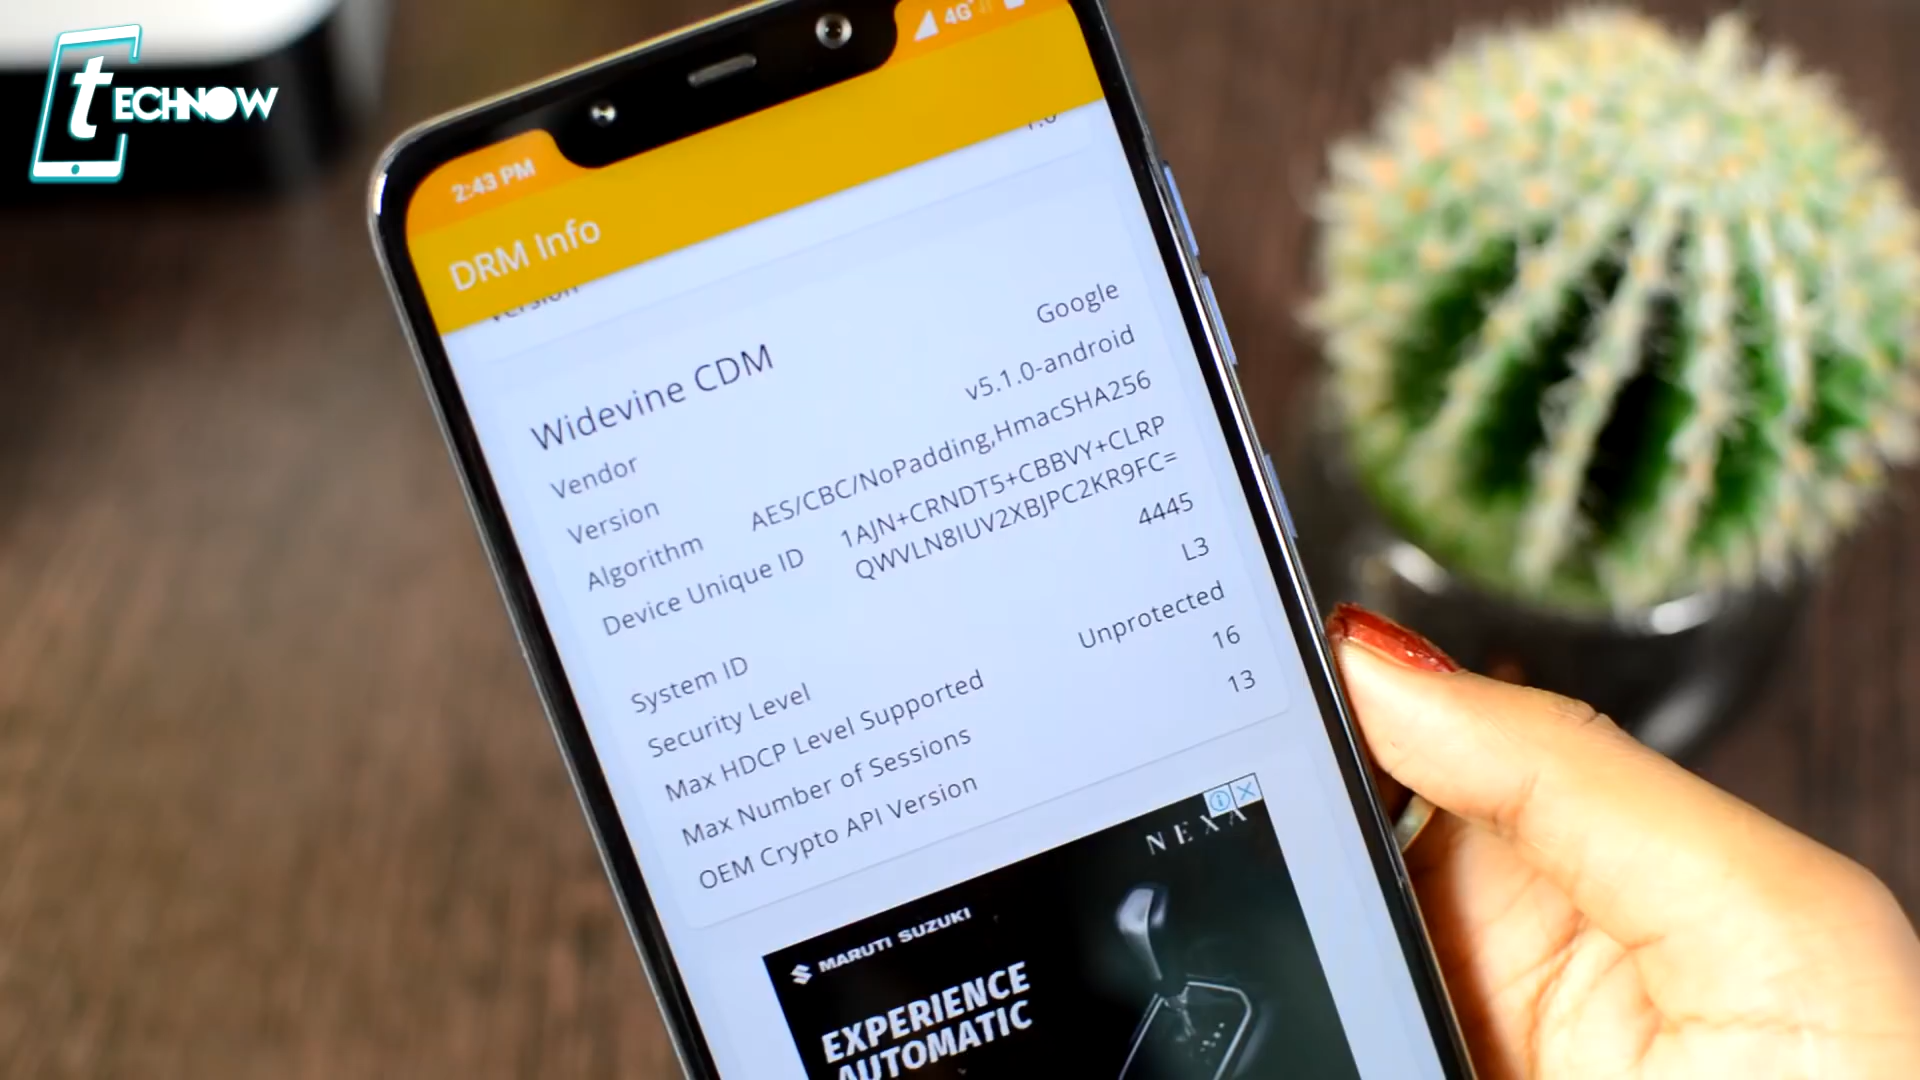 tECHNOW
4G
2:43 PM
DRM Info
1.0
Version
Widevine CDM
Vendor Google
Version v5.1.0-android
Algorithm AES/CBC/NoPadding,HmacSHA256
Device Unique ID 1AJN+CRNDT5+CBBVY+CLRP
QWVLN8IUV2XBJPC2KR9FC=
System ID 4445
Security Level L3
Max HDCP Level Supported Unprotected
Max Number of Sessions 16
OEM Crypto API Version 13
NEXA
MARUTI SUZUKI
EXPERIENCE
AUTOMATIC